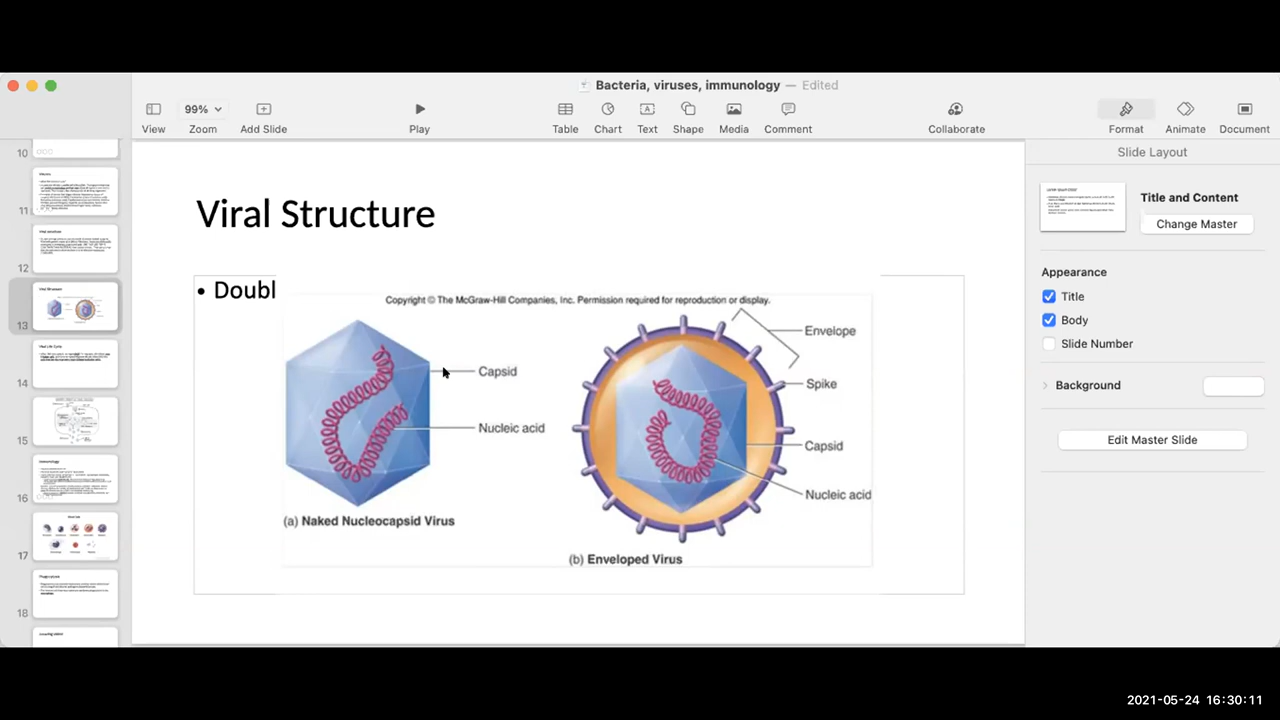 Bacteria, viruses, immunology — Edited
99%
View Zoom Add Slide Play Table Chart Text Shape Media Comment Collaborate Format Animate Document
10
11
12
13
14
15
16
17
18
Viral Structure
• Doubl
Copyright © The McGraw-Hill Companies, Inc. Permission required for reproduction or display.
Capsid
Nucleic acid
(a) Naked Nucleocapsid Virus
Envelope
Spike
Capsid
Nucleic acid
(b) Enveloped Virus
Slide Layout
Title and Content
Change Master
Appearance
Title
Body
Slide Number
Background
Edit Master Slide
2021-05-24 16:30:11